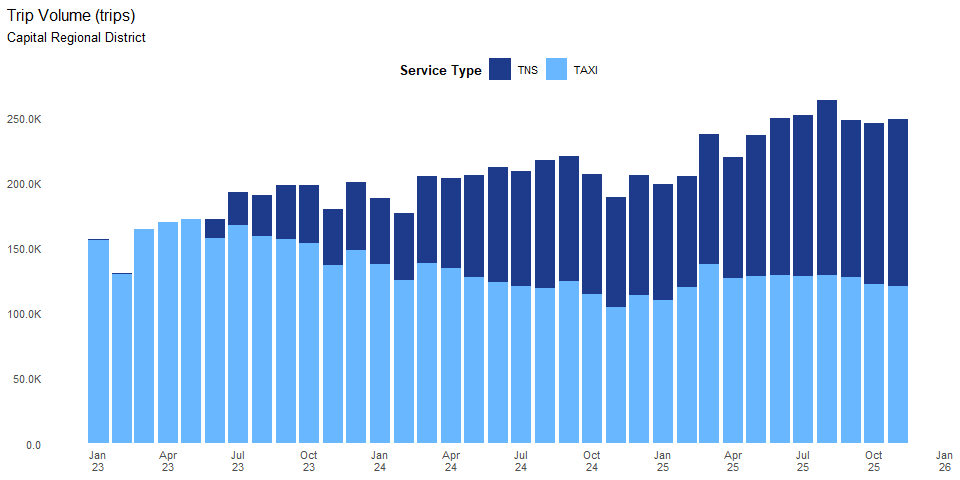 Trip Volume (trips)
Capital Regional District
Service Type TNS TAXI
250.0K
200.0K
150.0K
100.0K
50.0K
0.0
Jan Apr Jul Oct Jan Apr Jul Oct Jan Apr Jul Oct Jan
23 23 23 23 24 24 24 24 25 25 25 25 26